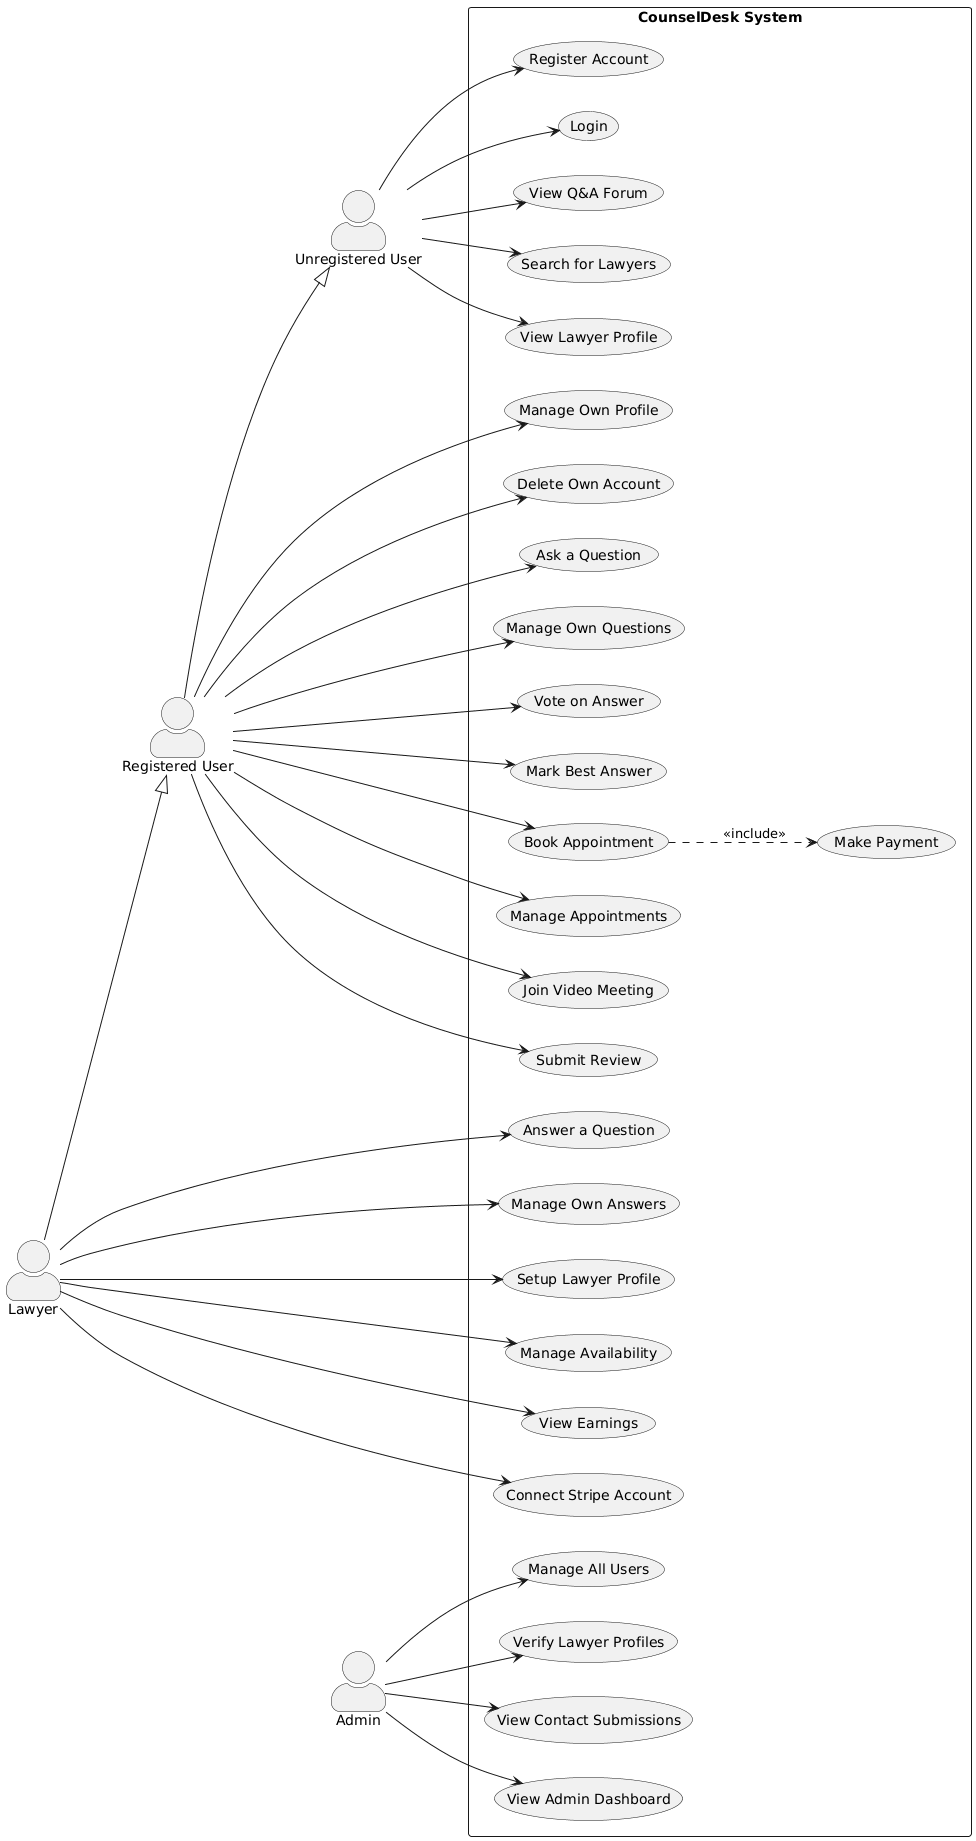 CounselDesk System
Register Account
Login
View Q&A Forum
Unregistered User
Search for Lawyers
View Lawyer Profile
Manage Own Profile
Delete Own Account
Ask a Question
Manage Own Questions
Vote on Answer
Registered User
Mark Best Answer
Book Appointment
«include»
Make Payment
Manage Appointments
Join Video Meeting
Submit Review
Answer a Question
Manage Own Answers
Setup Lawyer Profile
Lawyer
Manage Availability
View Earnings
Connect Stripe Account
Manage All Users
Verify Lawyer Profiles
Admin
View Contact Submissions
View Admin Dashboard